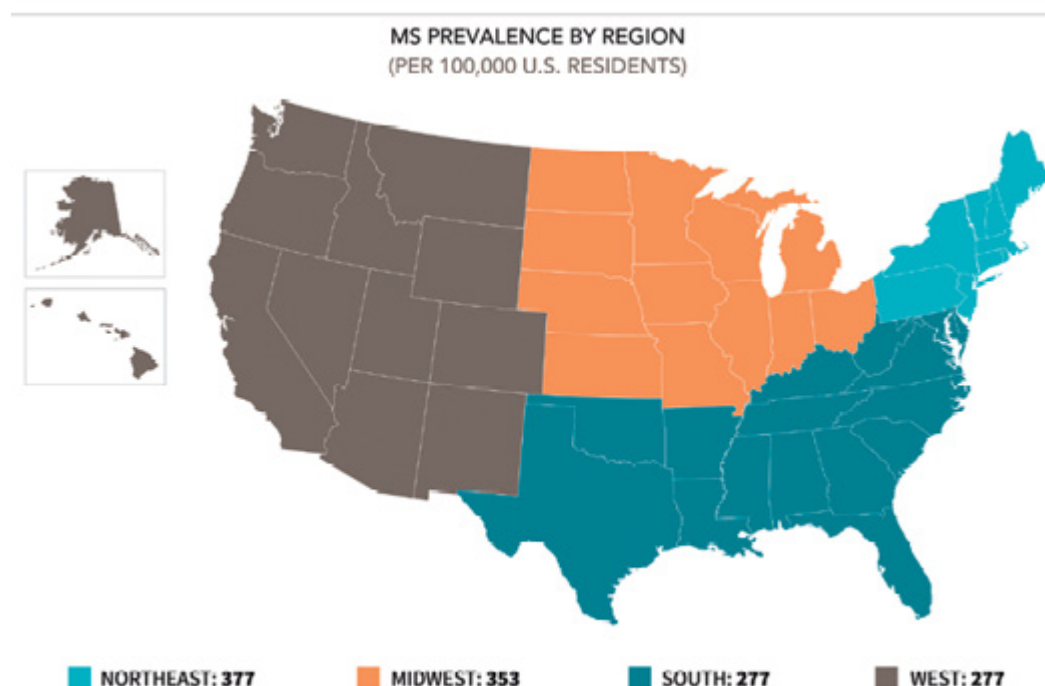 MS PREVALENCE BY REGION
(PER 100,000 U.S. RESIDENTS)
NORTHEAST: 377 MIDWEST: 353 SOUTH: 277 WEST: 277